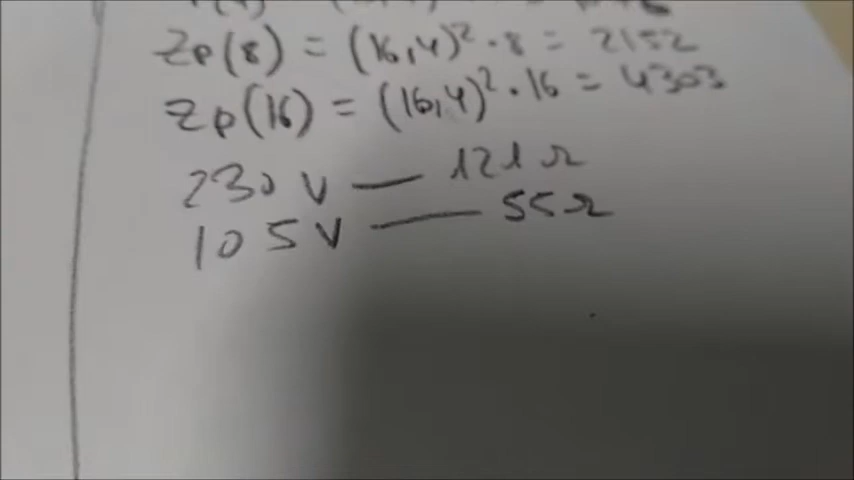 Zp(8) = (16,4)² · 8 = 2152
Zp(16) = (16,4)² · 16 = 4303
230 V — 121 Ω
105 V — 55 Ω